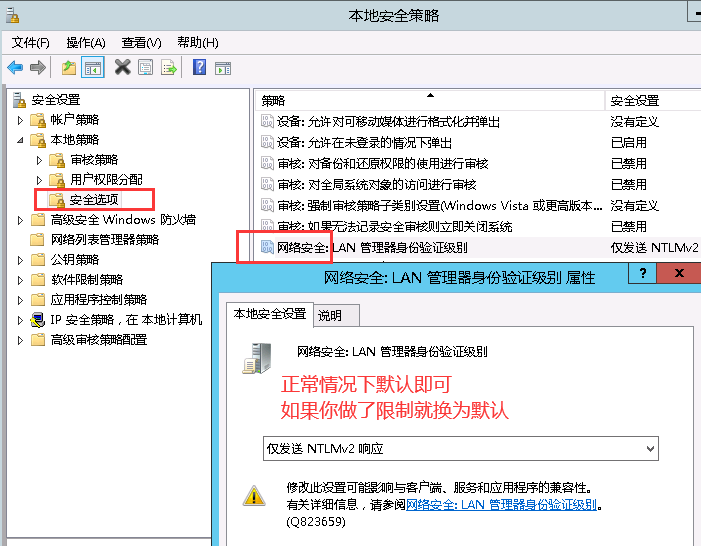 本地安全策略
文件(F) 操作(A) 查看(V) 帮助(H)
安全设置
帐户策略
本地策略
审核策略
用户权限分配
安全选项
高级安全 Windows 防火墙
网络列表管理器策略
公钥策略
软件限制策略
应用程序控制策略
IP 安全策略，在 本地计算机
高级审核策略配置
策略 安全设置
设备: 允许对可移动媒体进行格式化并弹出 没有定义
设备: 允许在未登录的情况下弹出 已启用
审核: 对备份和还原权限的使用进行审核 已禁用
审核: 对全局系统对象的访问进行审核 已禁用
审核: 强制审核策略子类别设置(Windows Vista 或更高版本... 没有定义
审核: 如果无法记录安全审核则立即关闭系统 已禁用
网络安全: LAN 管理器身份验证级别 仅发送 NTLMv2
网络安全: LAN 管理器身份验证级别 属性
? x
本地安全设置 说明
网络安全: LAN 管理器身份验证级别
正常情况下默认即可
如果你做了限制就换为默认
仅发送 NTLMv2 响应
修改此设置可能影响与客户端、服务和应用程序的兼容性。
有关详细信息，请参阅网络安全: LAN 管理器身份验证级别。
(Q823659)